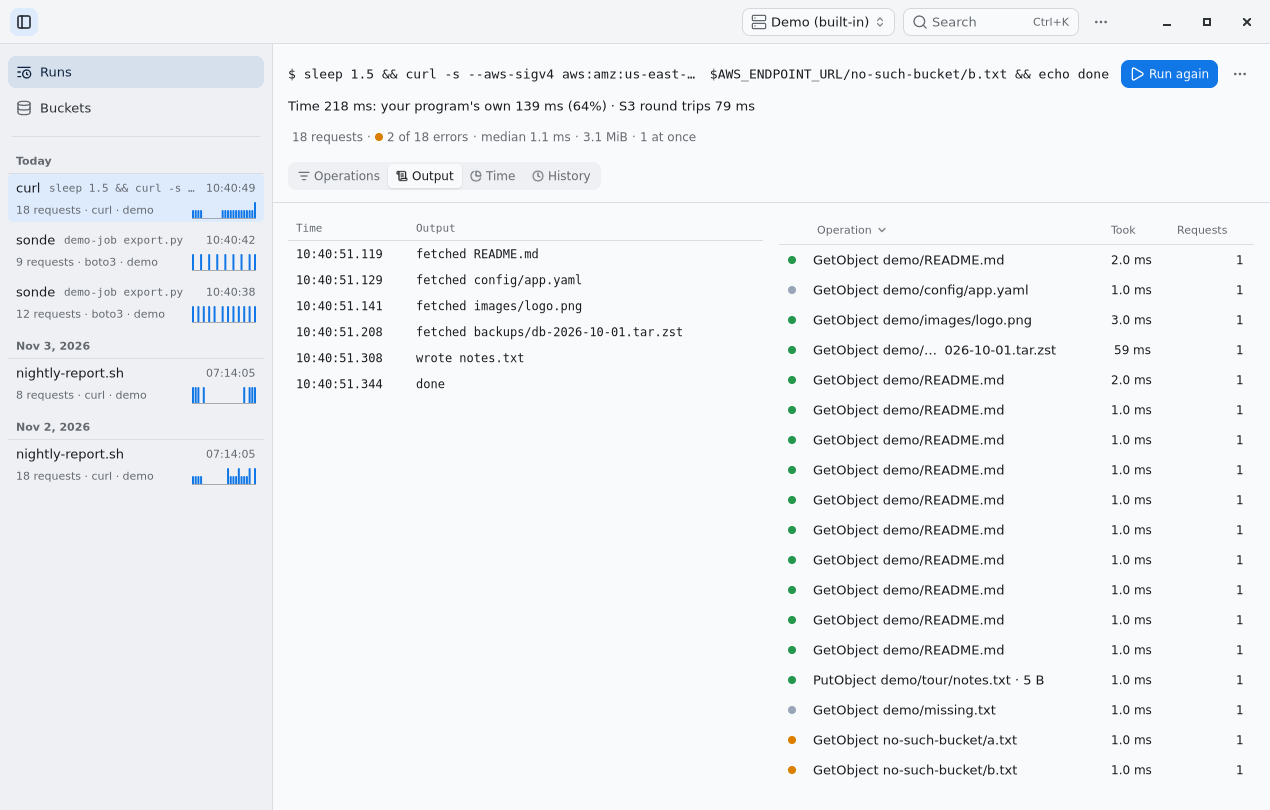 Demo (built-in)
Search
Ctrl+K
Runs
Buckets
Today
curl sleep 1.5 && curl -s … 10:40:49
18 requests · curl · demo
sonde demo-job export.py 10:40:42
9 requests · boto3 · demo
sonde demo-job export.py 10:40:38
12 requests · boto3 · demo
Nov 3, 2026
nightly-report.sh 07:14:05
8 requests · curl · demo
Nov 2, 2026
nightly-report.sh 07:14:05
18 requests · curl · demo
$ sleep 1.5 && curl -s --aws-sigv4 aws:amz:us-east-… $AWS_ENDPOINT_URL/no-such-bucket/b.txt && echo done
Run again
Time 218 ms: your program's own 139 ms (64%) · S3 round trips 79 ms
18 requests · 2 of 18 errors · median 1.1 ms · 3.1 MiB · 1 at once
Operations
Output
Time
History
Time Output
10:40:51.119 fetched README.md
10:40:51.129 fetched config/app.yaml
10:40:51.141 fetched images/logo.png
10:40:51.208 fetched backups/db-2026-10-01.tar.zst
10:40:51.308 wrote notes.txt
10:40:51.344 done
Operation Took Requests
GetObject demo/README.md 2.0 ms 1
GetObject demo/config/app.yaml 1.0 ms 1
GetObject demo/images/logo.png 3.0 ms 1
GetObject demo/… 026-10-01.tar.zst 59 ms 1
GetObject demo/README.md 2.0 ms 1
GetObject demo/README.md 1.0 ms 1
GetObject demo/README.md 1.0 ms 1
GetObject demo/README.md 1.0 ms 1
GetObject demo/README.md 1.0 ms 1
GetObject demo/README.md 1.0 ms 1
GetObject demo/README.md 1.0 ms 1
GetObject demo/README.md 1.0 ms 1
GetObject demo/README.md 1.0 ms 1
GetObject demo/README.md 1.0 ms 1
PutObject demo/tour/notes.txt · 5 B 1.0 ms 1
GetObject demo/missing.txt 1.0 ms 1
GetObject no-such-bucket/a.txt 1.0 ms 1
GetObject no-such-bucket/b.txt 1.0 ms 1